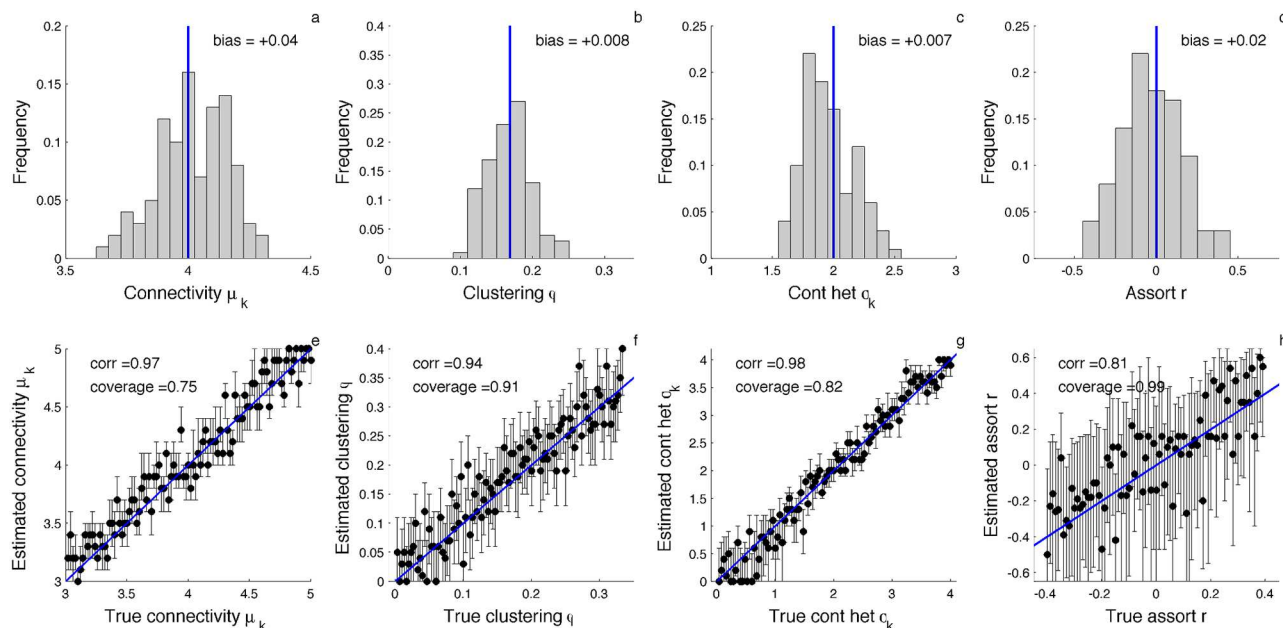 a
bias = +0.04
0.2
0.15
0.1
0.05
0
Frequency
3.5 4 4.5
Connectivity μk
b
bias = +0.008
0.4
0.35
0.3
0.25
0.2
0.15
0.1
0.05
0
Frequency
0 0.1 0.2 0.3
Clustering
c
bias = +0.007
0.25
0.2
0.15
0.1
0.05
0
Frequency
1 1.5 2 2.5 3
Cont het
bias = +0.02
0.25
0.2
0.15
0.1
0.05
0
Frequency
-0.5 0 0.5
Assort r
e
corr =0.97
coverage =0.75
5
4.5
4
3.5
3
Estimated connectivity μk
3 3.5 4 4.5 5
True connectivity μk
f
corr =0.94
coverage =0.91
0.4
0.35
0.3
0.25
0.2
0.15
0.1
0.05
0
Estimated clustering
0 0.1 0.2 0.3
True clustering
g
corr =0.98
coverage =0.82
4
3.5
3
2.5
2
1.5
1
0.5
0
Estimated cont het
0 1 2 3 4
True cont het
h
corr =0.81
coverage =0.99
0.6
0.4
0.2
0
-0.2
-0.4
-0.6
Estimated assort r
-0.4 -0.2 0 0.2 0.4
True assort r